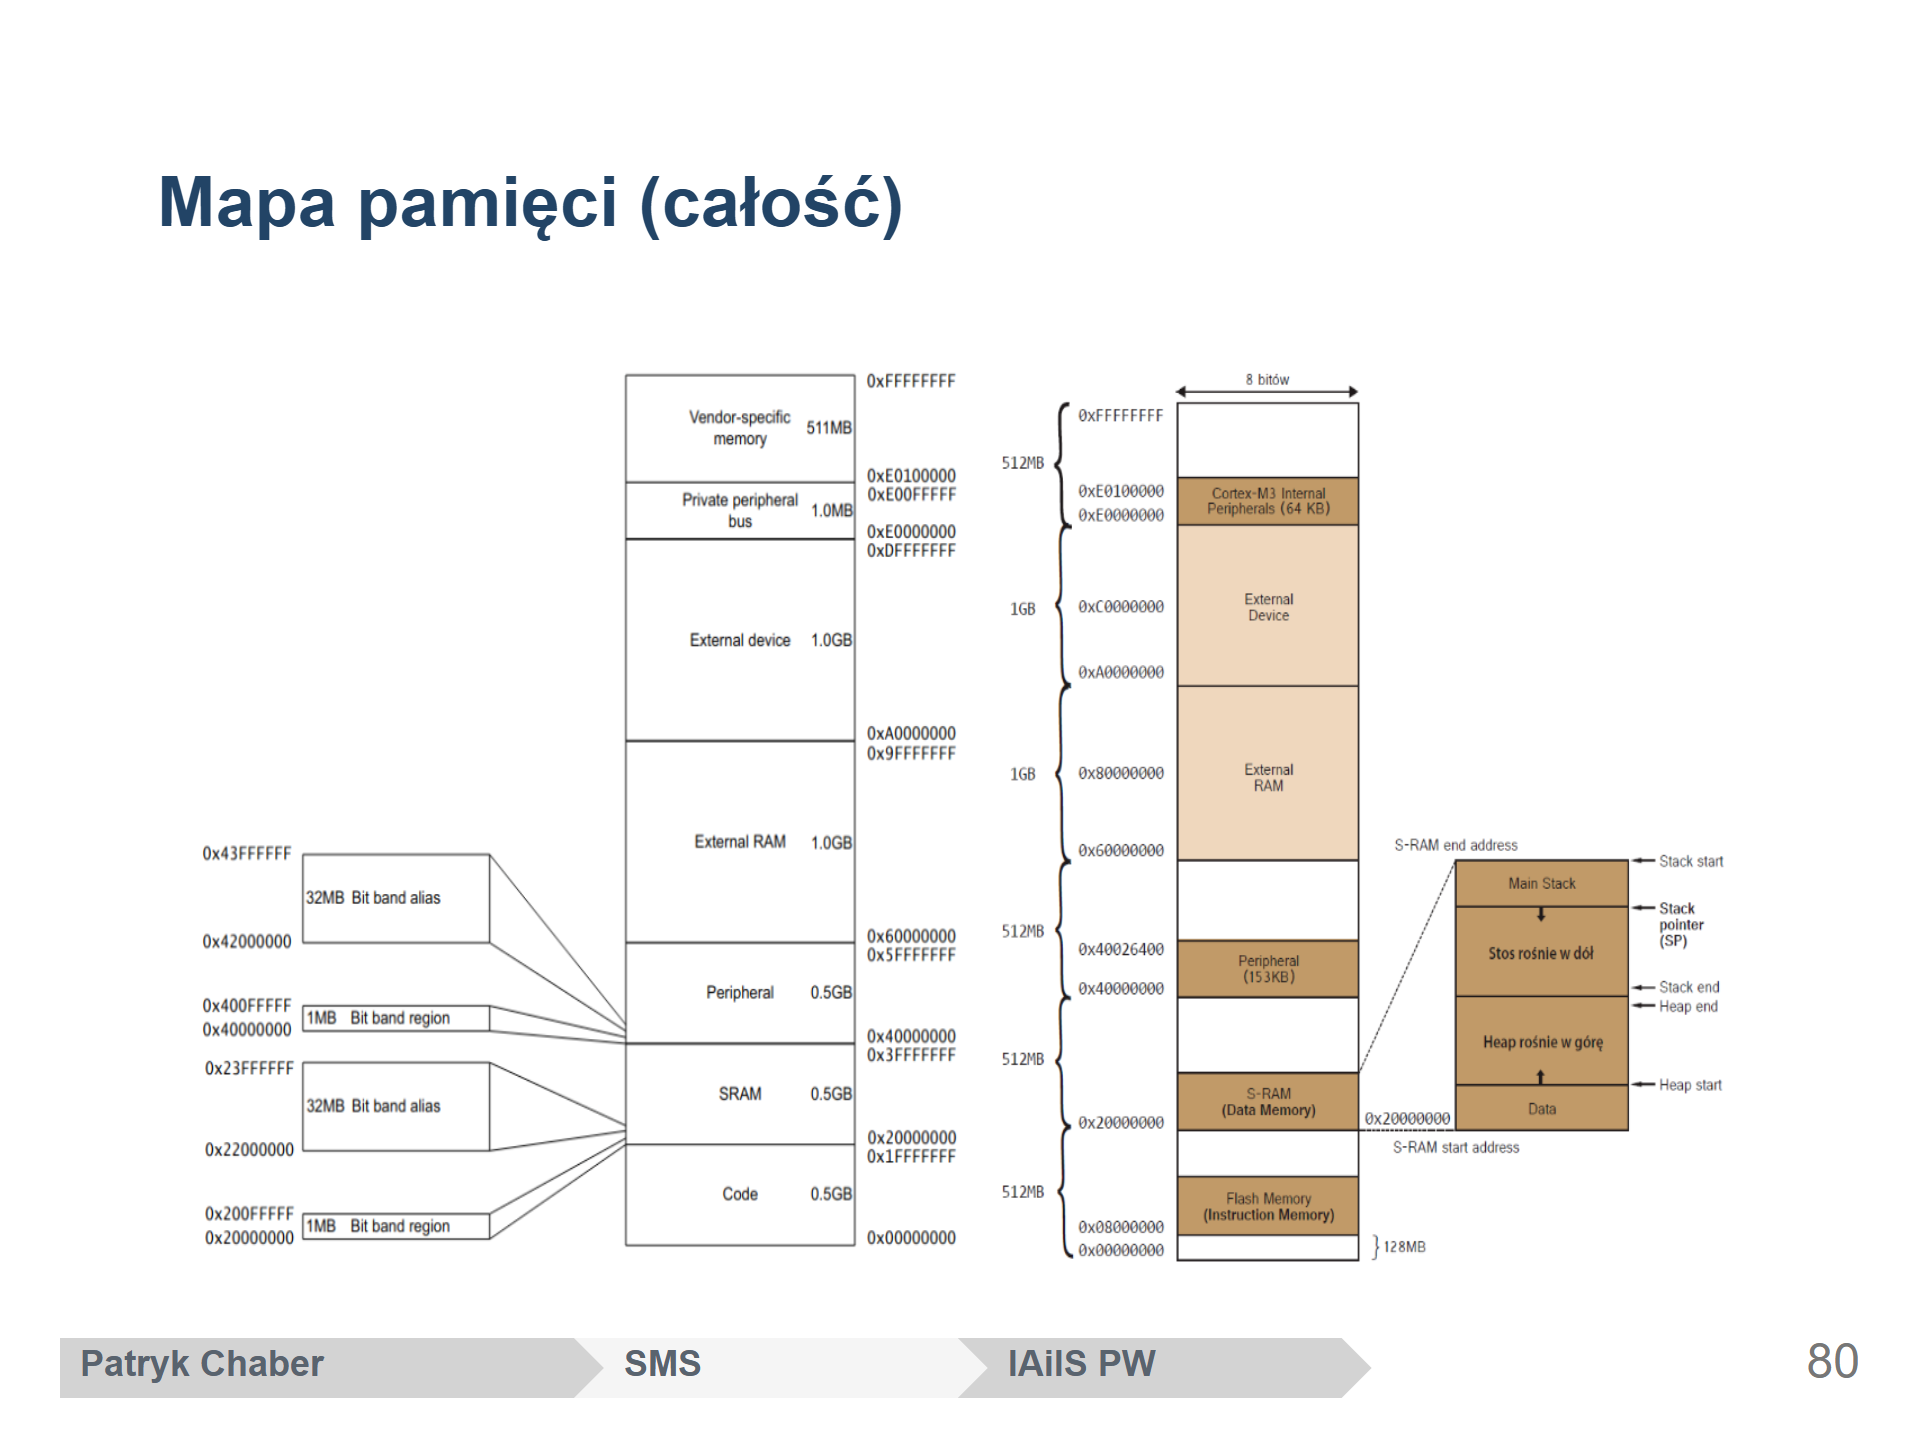 Mapa pamięci (całość)
0xFFFFFFFF
Vendor-specific
memory
511MB
0xE0100000
0xE00FFFFF
Private peripheral
bus
1.0MB
0xE0000000
0xDFFFFFFF
External device 1.0GB
0xA0000000
0x9FFFFFFF
External RAM 1.0GB
0x60000000
0x5FFFFFFF
Peripheral 0.5GB
0x40000000
0x3FFFFFFF
SRAM 0.5GB
0x20000000
0x1FFFFFFF
Code 0.5GB
0x00000000
0x43FFFFFF
32MB Bit band alias
0x42000000
0x400FFFFF
1MB Bit band region
0x40000000
0x23FFFFFF
32MB Bit band alias
0x22000000
0x200FFFFF
1MB Bit band region
0x20000000
8 bitów
0xFFFFFFFF
512MB
0xE0100000
Cortex-M3 Internal
Peripherals (64 KB)
0xE0000000
External
Device
1GB
0xC0000000
0xA0000000
External
RAM
1GB
0x80000000
0x60000000
512MB
0x40026400
Peripheral
(153KB)
0x40000000
512MB
S-RAM
(Data Memory)
0x20000000
512MB
Flash Memory
(Instruction Memory)
0x08000000
0x00000000
128MB
S-RAM end address
Stack start
Main Stack
Stack
pointer
(SP)
Stos rośnie w dół
Stack end
Heap end
Heap rośnie w górę
Heap start
Data
0x20000000
S-RAM start address
Patryk Chaber
SMS
IAiIS PW
80